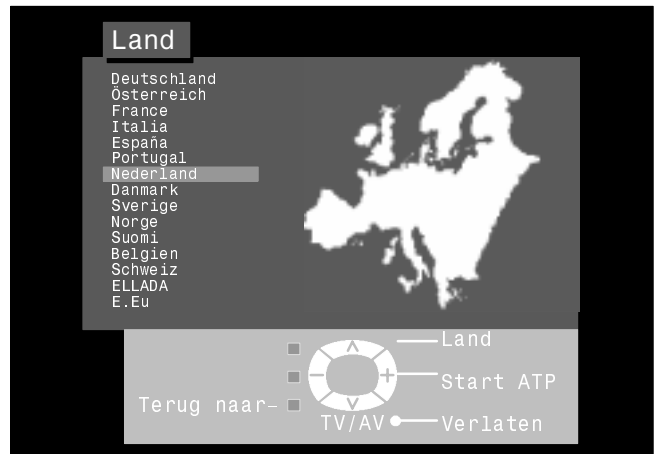 Land
Deutschland
Österreich
France
Italia
España
Portugal
Nederland
Danmark
Sverige
Norge
Suomi
Belgien
Schweiz
ELLADA
E.Eu
Land
Start ATP
Terug naar
TV/AV
Verlaten